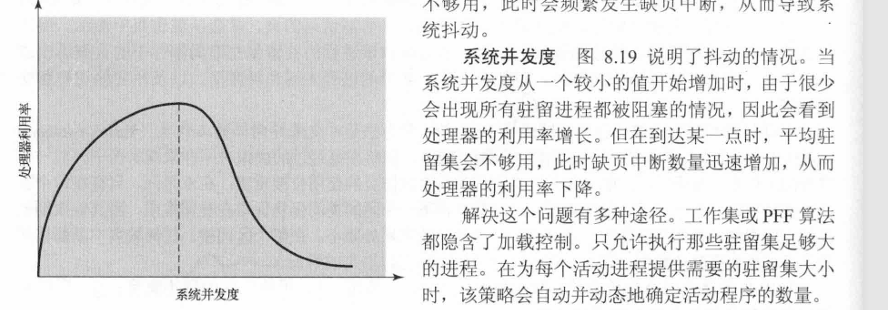 不够用，此时会频繁发生缺页中断，从而导致系
统抖动。
系统并发度 图 8.19 说明了抖动的情况。当
系统并发度从一个较小的值开始增加时，由于很少
会出现所有驻留进程都被阻塞的情况，因此会看到
处理器的利用率增长。但在到达某一点时，平均驻
留集会不够用，此时缺页中断数量迅速增加，从而
处理器的利用率下降。
解决这个问题有多种途径。工作集或 PFF 算法
都隐含了加载控制。只允许执行那些驻留集足够大
的进程。在为每个活动进程提供需要的驻留集大小
时，该策略会自动并动态地确定活动程序的数量。
处理器利用率
系统并发度